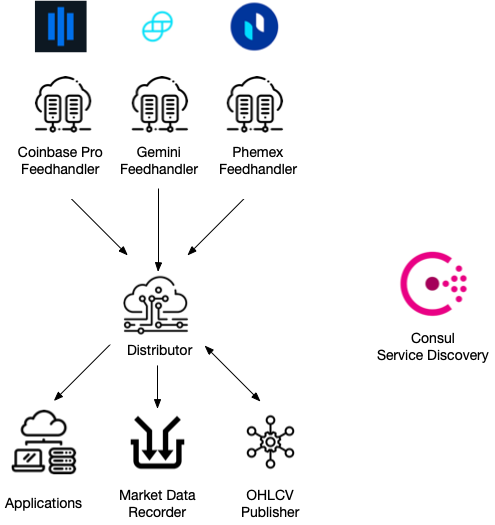 Coinbase Pro
Feedhandler
Gemini
Feedhandler
Phemex
Feedhandler
Distributor
Consul
Service Discovery
Applications
Market Data
Recorder
OHLCV
Publisher